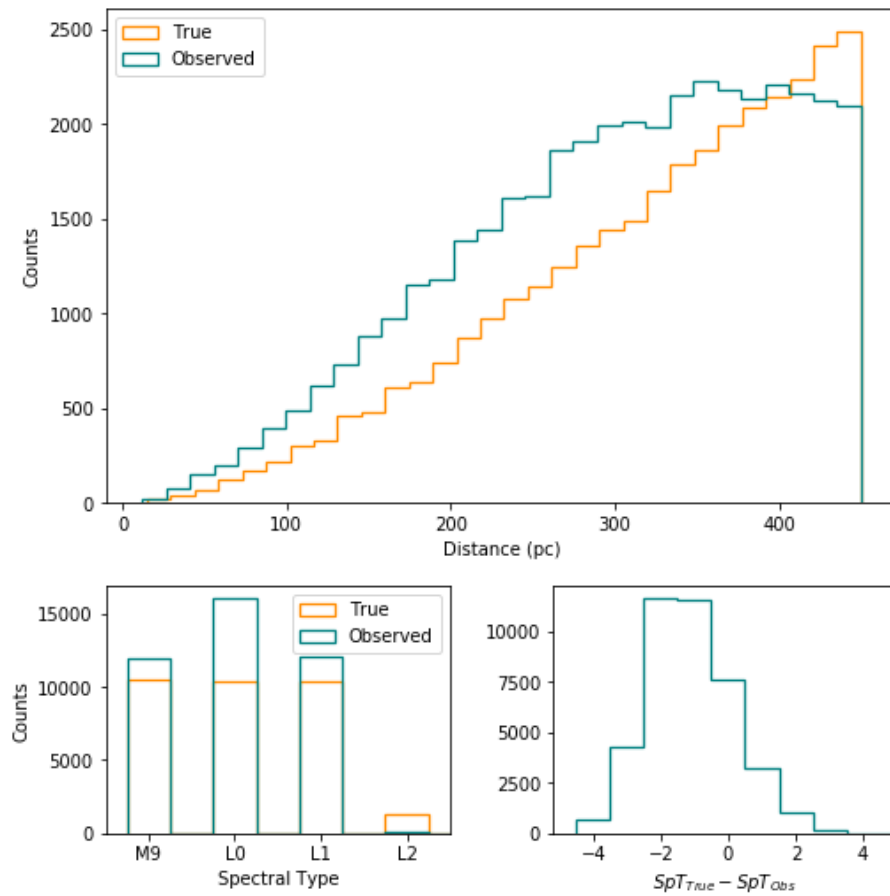 2500
2000
1500
1000
500
0
Counts
True
Observed
0 100 200 300 400
Distance (pc)
15000
10000
5000
0
Counts
True
Observed
M9 L0 L1 L2
Spectral Type
10000
7500
5000
2500
0
−4 −2 0 2 4
SpT_True − SpT_Obs